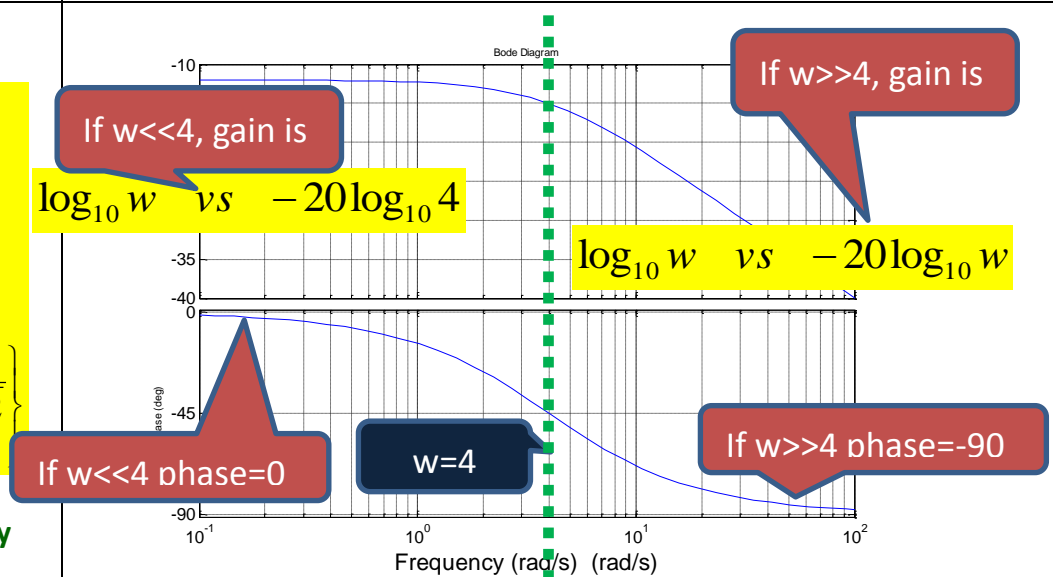 Bode Diagram
-10
If w<<4, gain is
If w>>4, gain is
log₁₀ w vs −20 log₁₀ 4
log₁₀ w vs −20 log₁₀ w
-35
-40
0
-45
If w<<4 phase=0
w=4
If w>>4 phase=-90
-90
10⁻¹ 10⁰ 10¹ 10²
Frequency (rad/s) (rad/s)